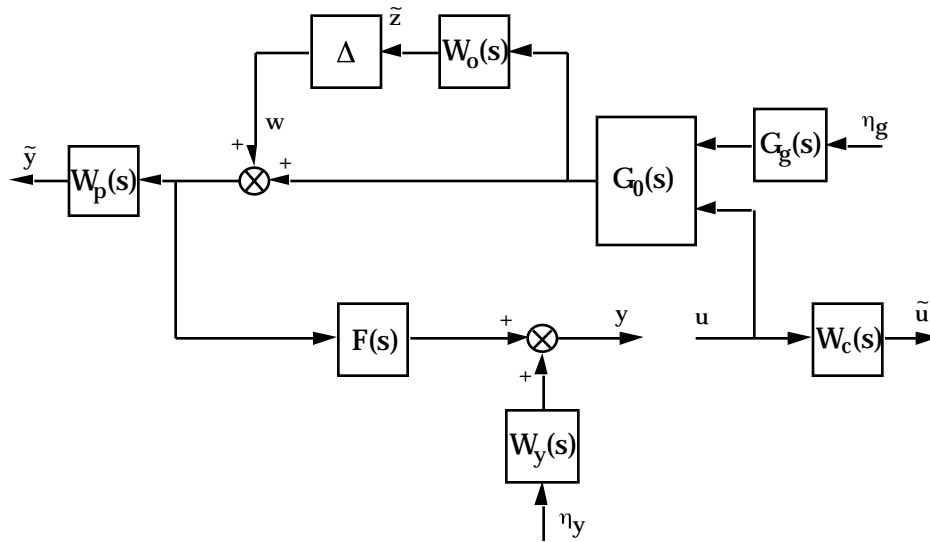 z̃
Δ
W_o(s)
w
+
+
ỹ
W_p(s)
G_0(s)
G_g(s)
η_g
F(s)
+
y
u
W_c(s)
ũ
+
W_y(s)
η_y